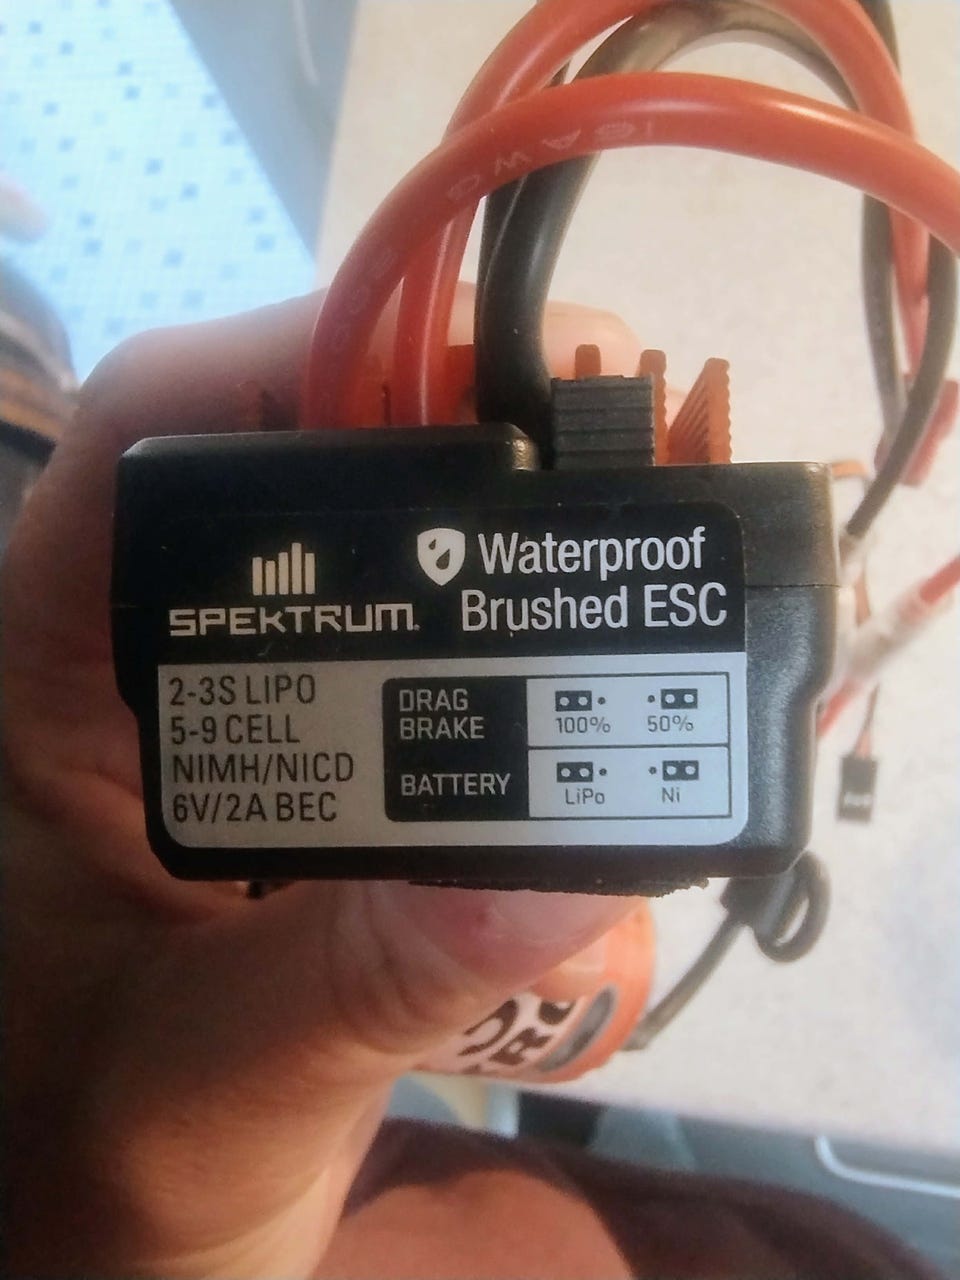 16AWG
SPEKTRUM
Waterproof
Brushed ESC
2-3S LIPO
5-9 CELL
NIMH/NICD
6V/2A BEC
DRAG
BRAKE
100%
50%
BATTERY
LiPo
Ni